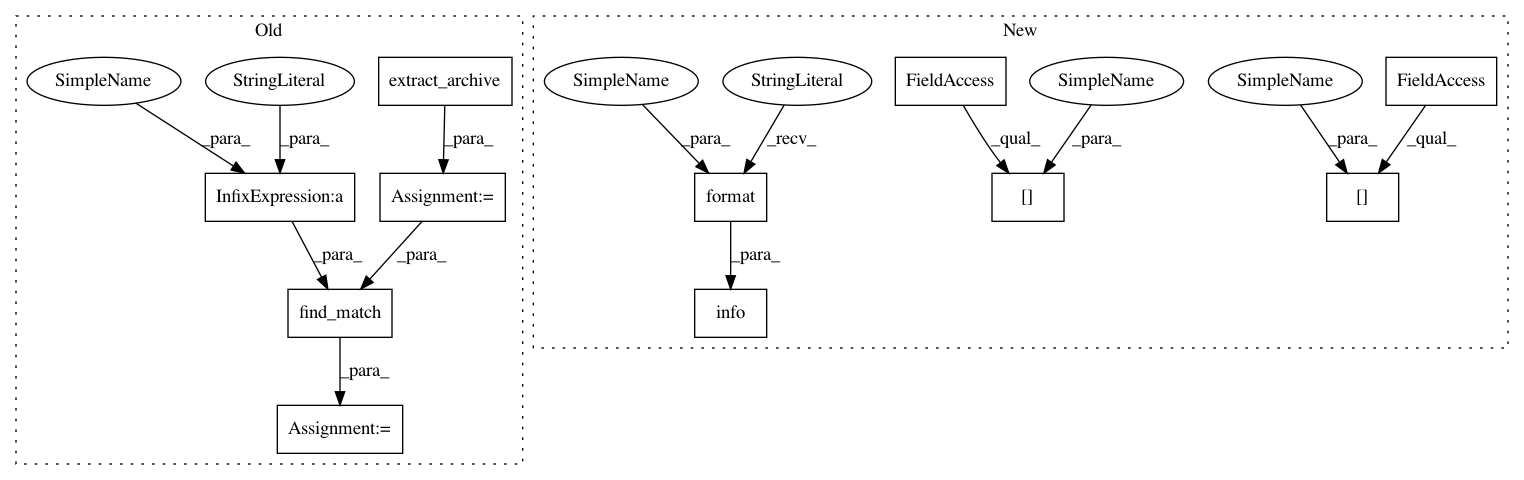 Old
New
SimpleName
StringLiteral
extract_archive
SimpleName
StringLiteral
FieldAccess
SimpleName
SimpleName
FieldAccess
_para_
_para_
_para_
_para_
_recv_
_qual_
_para_
_para_
_qual_
InfixExpression:a
Assignment:=
format
[]
[]
_para_
_para_
_para_
find_match
info
_para_
Assignment:=